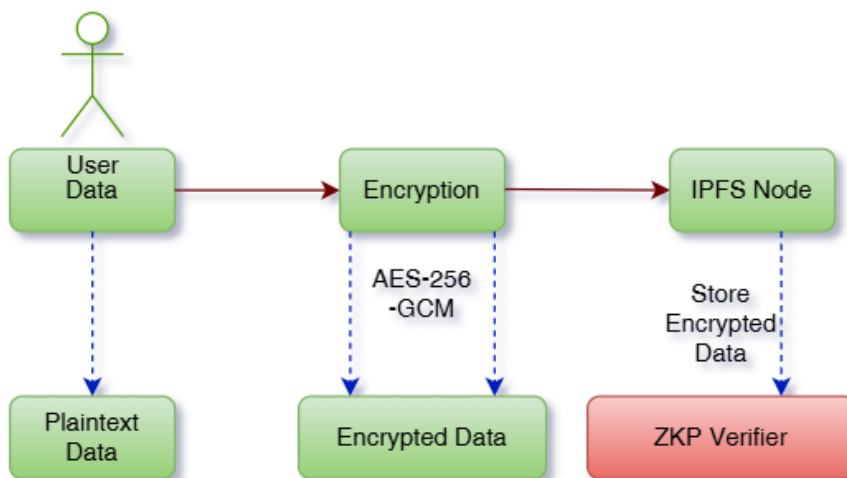 User
Data
Encryption
IPFS Node
AES-256
-GCM
Store
Encrypted
Data
Plaintext
Data
Encrypted Data
ZKP Verifier